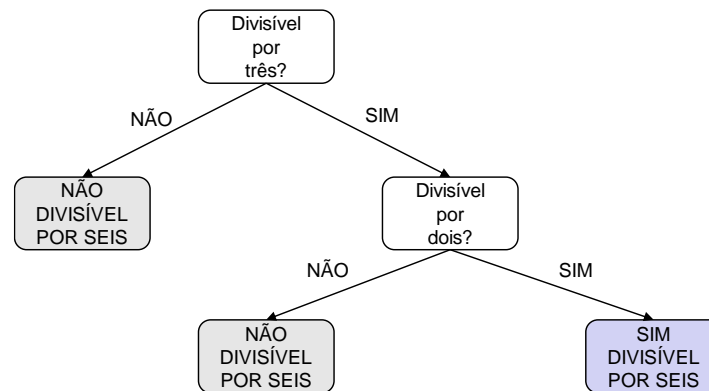 Divisível
por
três?
NÃO
SIM
NÃO
DIVISÍVEL
POR SEIS
Divisível
por
dois?
NÃO
SIM
NÃO
DIVISÍVEL
POR SEIS
SIM
DIVISÍVEL
POR SEIS